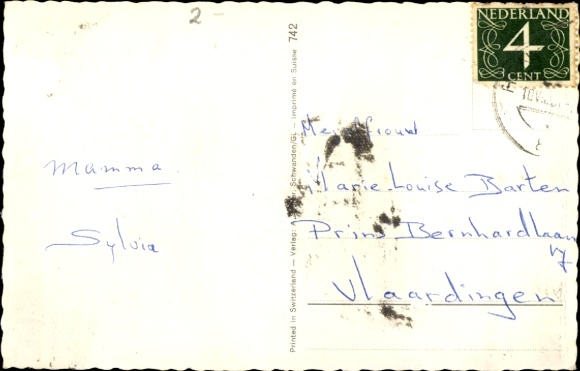 2-
NEDERLAND
4
CENT
Mamma
Sylvia
Mejuffrouw
Marie-Louise Barten
Prins Bernhardlaan
Vlaardingen
742
Printed in Switzerland — Verlag: Schwanden/Gl. Imprimé en Suisse